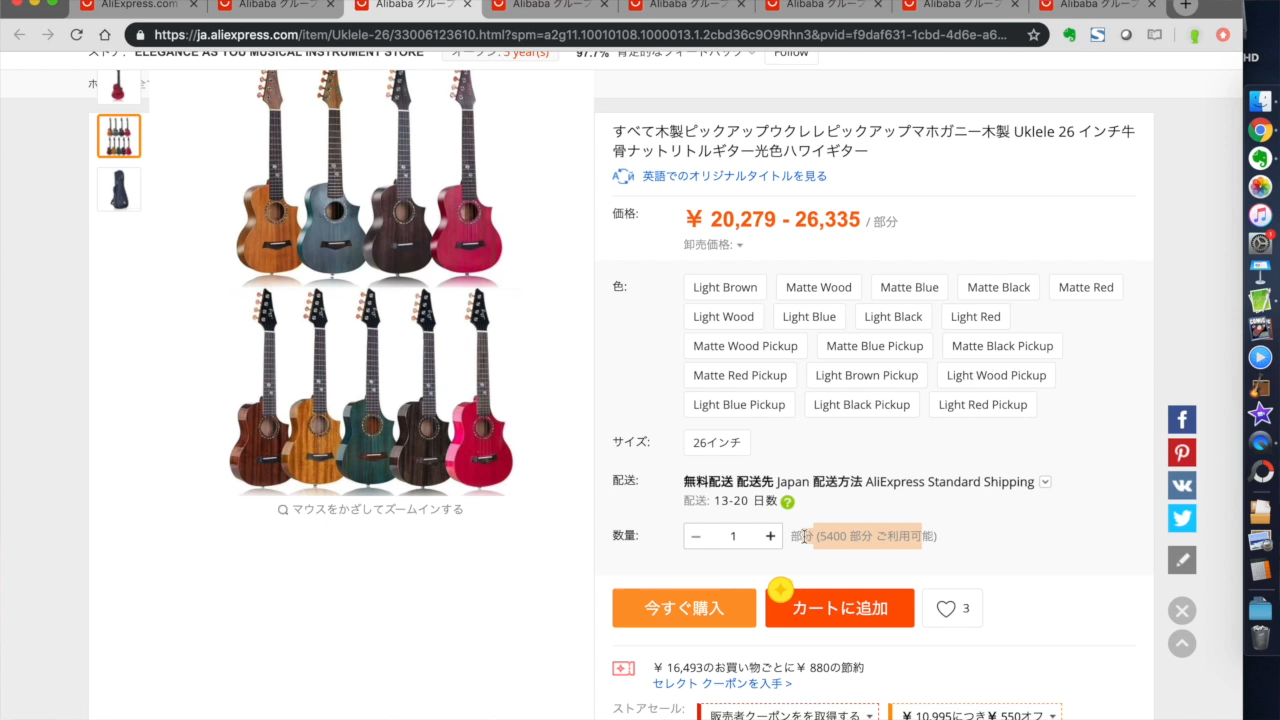 AliExpress.com
Alibaba グループ
Alibaba グループ
Alibaba グループ
Alibaba グループ
Alibaba グループ
Alibaba グループ
Alibaba グループ
https://ja.aliexpress.com/item/Uklele-26/33006123610.html?spm=a2g11.10010108.1000013.1.2cbd36c9O9Rhn3&pvid=f9daf631-1cbd-4d6e-a6...
HD
ストア: ELEGANCE AS YOU MUSICAL INSTRUMENT STORE オープン: 5 year(s) 97.7% 肯定的なフィードバック Follow
すべて木製ピックアップウクレレピックアップマホガニー木製 Uklele 26 インチ牛
骨ナットリトルギター光色ハワイギター
英語でのオリジナルタイトルを見る
価格: ￥ 20,279 - 26,335 / 部分
卸売価格:
色: Light Brown Matte Wood Matte Blue Matte Black Matte Red
Light Wood Light Blue Light Black Light Red
Matte Wood Pickup Matte Blue Pickup Matte Black Pickup
Matte Red Pickup Light Brown Pickup Light Wood Pickup
Light Blue Pickup Light Black Pickup Light Red Pickup
サイズ: 26インチ
配送: 無料配送 配送先 Japan 配送方法 AliExpress Standard Shipping
配送: 13-20 日数 ?
マウスをかざしてズームインする
数量: − 1 + 部分 (5400 部分 ご利用可能)
今すぐ購入 カートに追加 3
￥ 16,493のお買い物ごとに￥ 880の節約
セレクト クーポンを入手 >
ストアセール: 販売者クーポンをを取得する ￥ 10,995につき￥ 550オフ